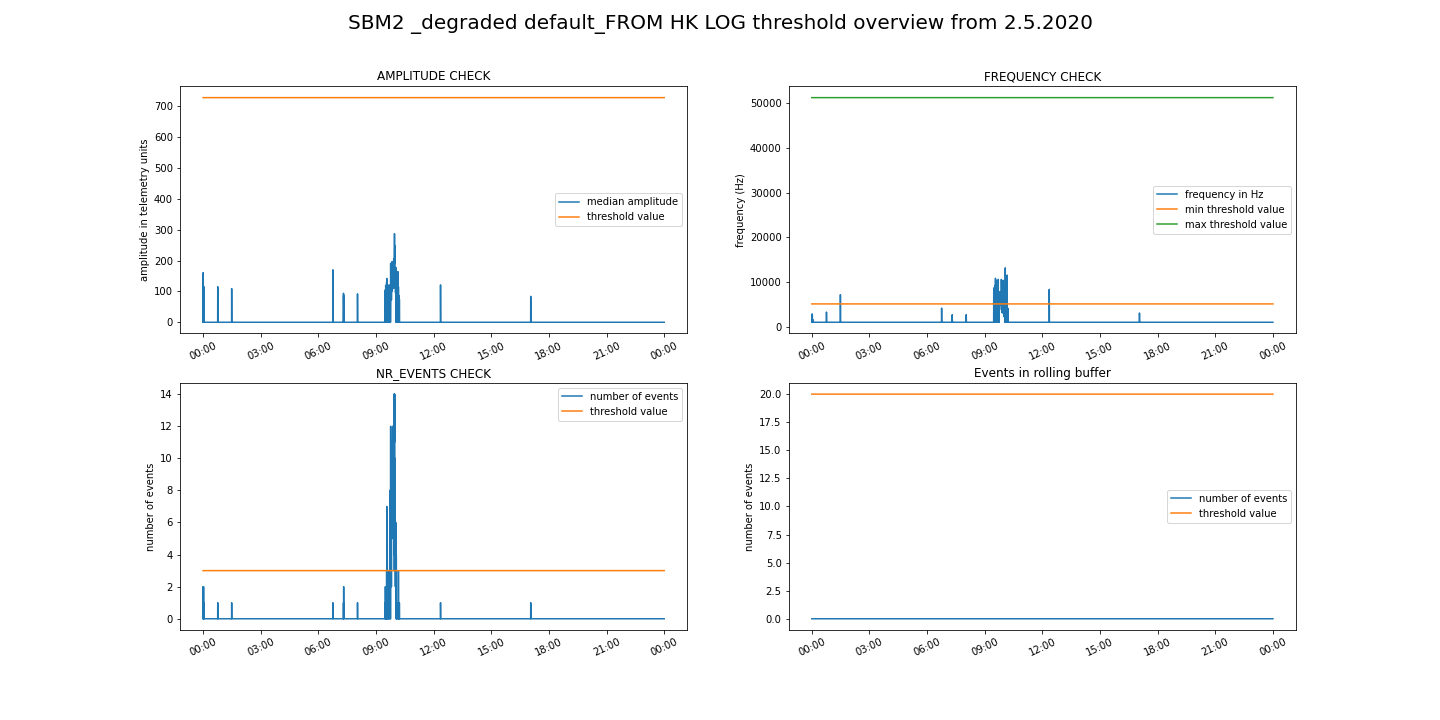 SBM2 _degraded default_FROM HK LOG threshold overview from 2.5.2020
AMPLITUDE CHECK
amplitude in telemetry units
700
600
500
400
300
200
100
0
median amplitude
threshold value
00:00 03:00 06:00 09:00 12:00 15:00 18:00 21:00 00:00
FREQUENCY CHECK
frequency (Hz)
50000
40000
30000
20000
10000
0
frequency in Hz
min threshold value
max threshold value
00:00 03:00 06:00 09:00 12:00 15:00 18:00 21:00 00:00
NR_EVENTS CHECK
number of events
14
12
10
8
6
4
2
0
number of events
threshold value
00:00 03:00 06:00 09:00 12:00 15:00 18:00 21:00 00:00
Events in rolling buffer
number of events
20.0
17.5
15.0
12.5
10.0
7.5
5.0
2.5
0.0
number of events
threshold value
00:00 03:00 06:00 09:00 12:00 15:00 18:00 21:00 00:00